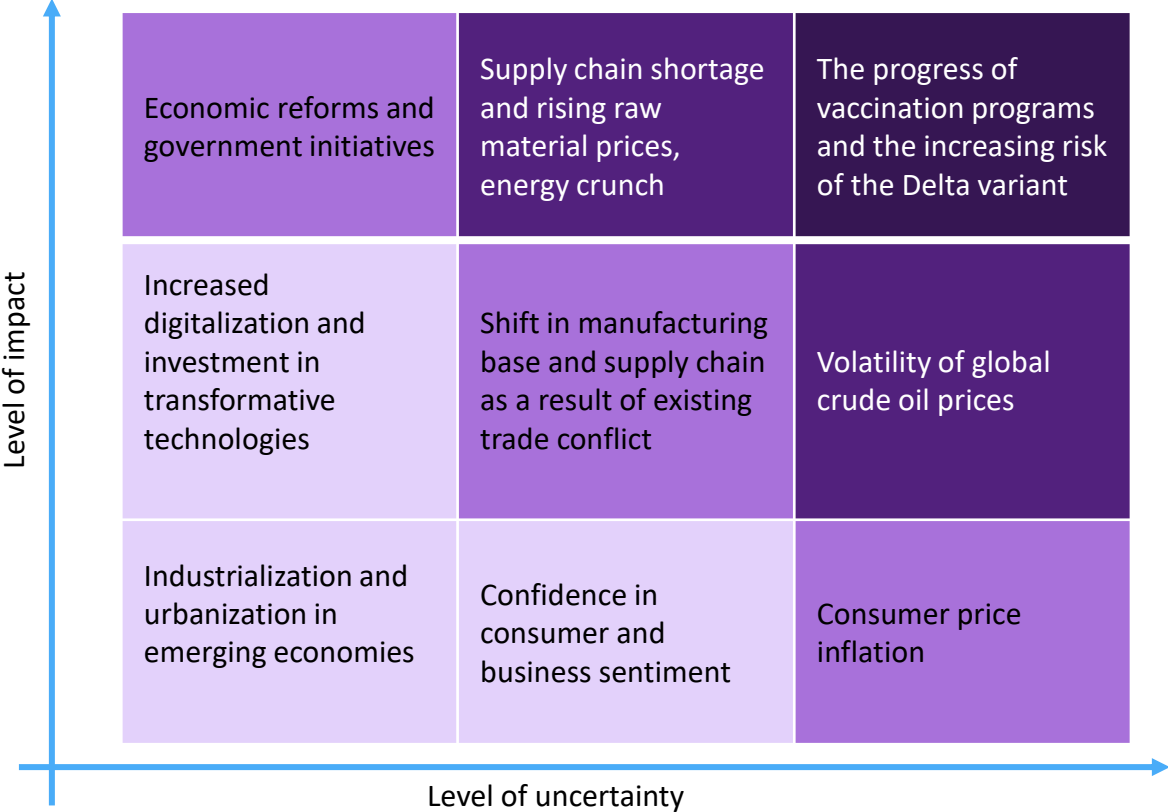 Economic reforms and
government initiatives
Supply chain shortage
and rising raw
material prices,
energy crunch
The progress of
vaccination programs
and the increasing risk
of the Delta variant
Level of impact
Increased
digitalization and
investment in
transformative
technologies
Shift in manufacturing
base and supply chain
as a result of existing
trade conflict
Volatility of global
crude oil prices
Industrialization and
urbanization in
emerging economies
Confidence in
consumer and
business sentiment
Consumer price
inflation
Level of uncertainty